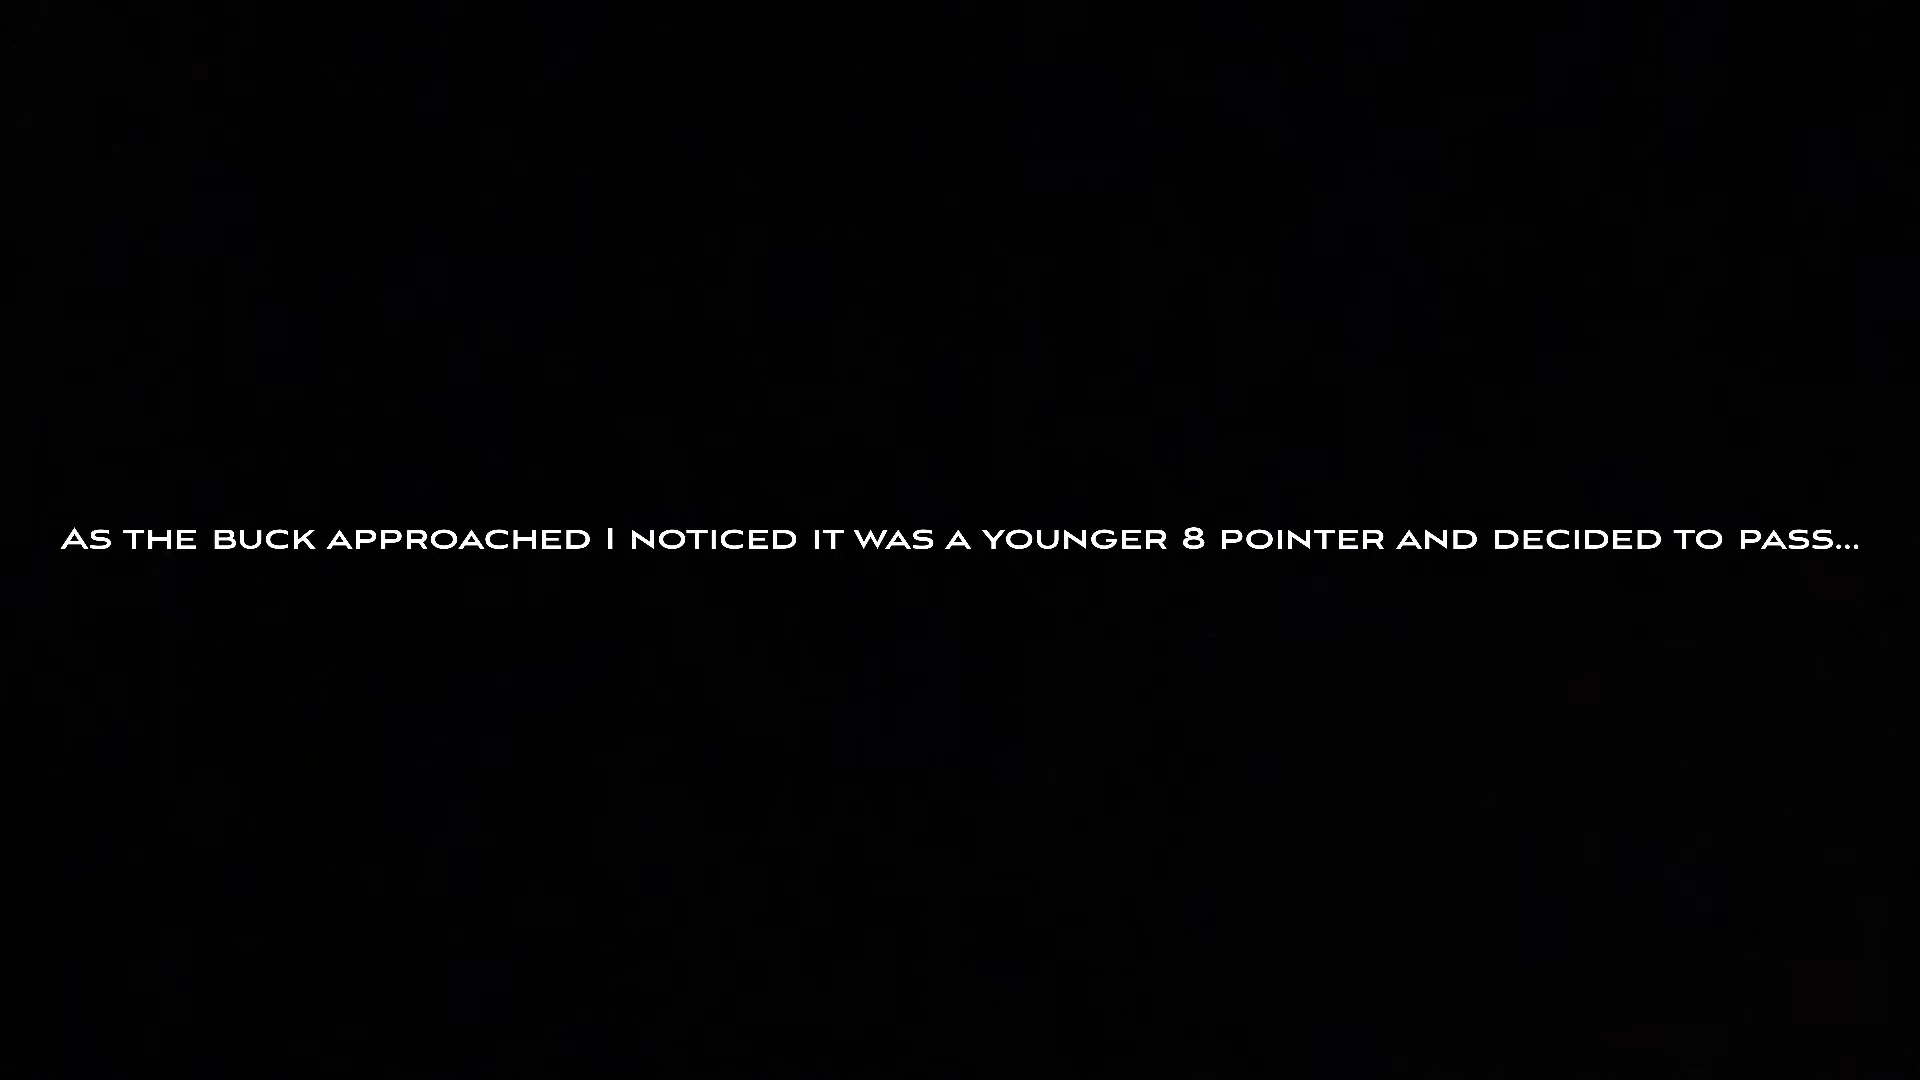 As the buck approached I noticed it was a younger 8 pointer and decided to pass...